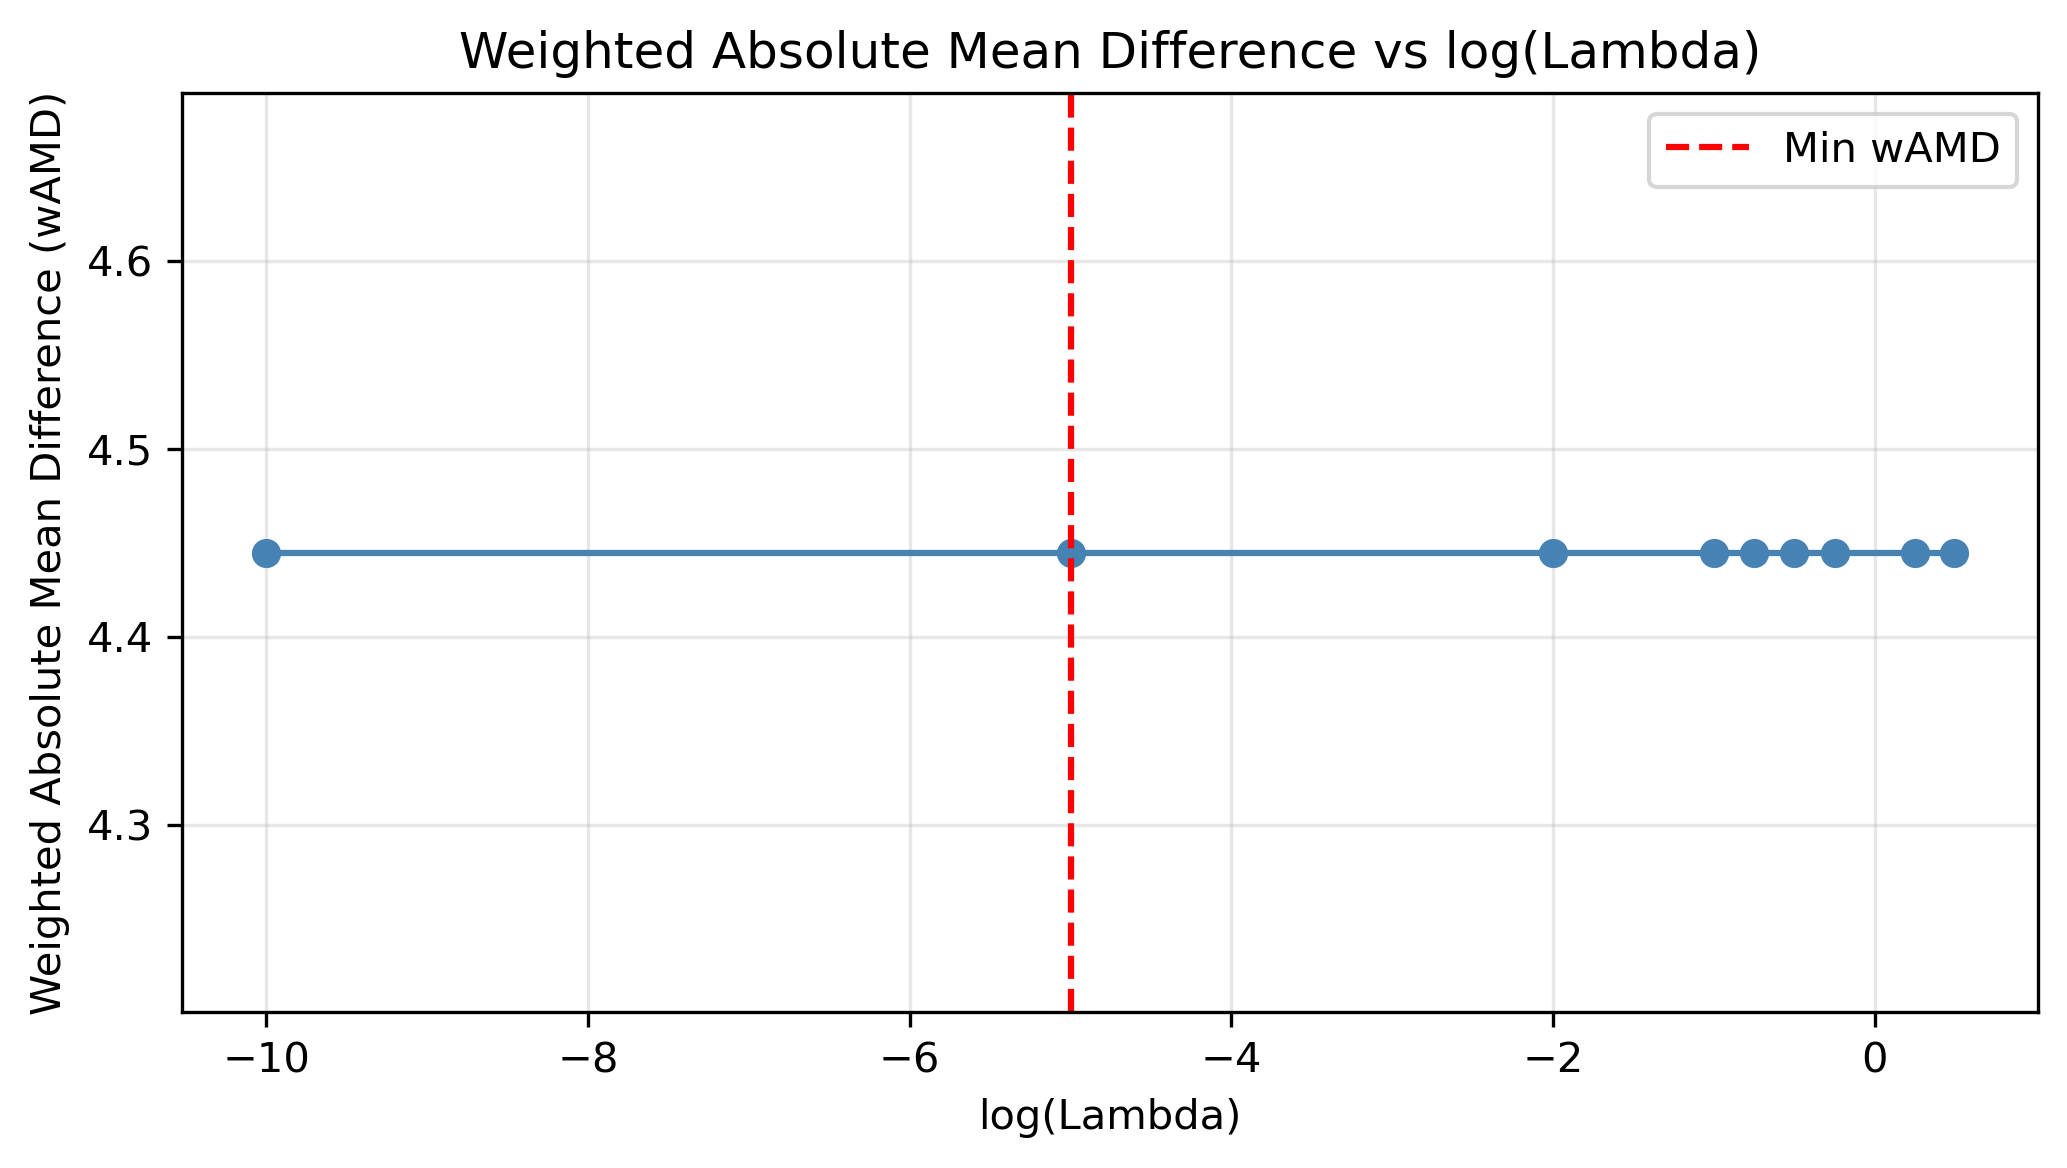 Weighted Absolute Mean Difference vs log(Lambda)
Min wAMD
Weighted Absolute Mean Difference (wAMD)
4.6
4.5
4.4
4.3
−10
−8
−6
−4
−2
0
log(Lambda)